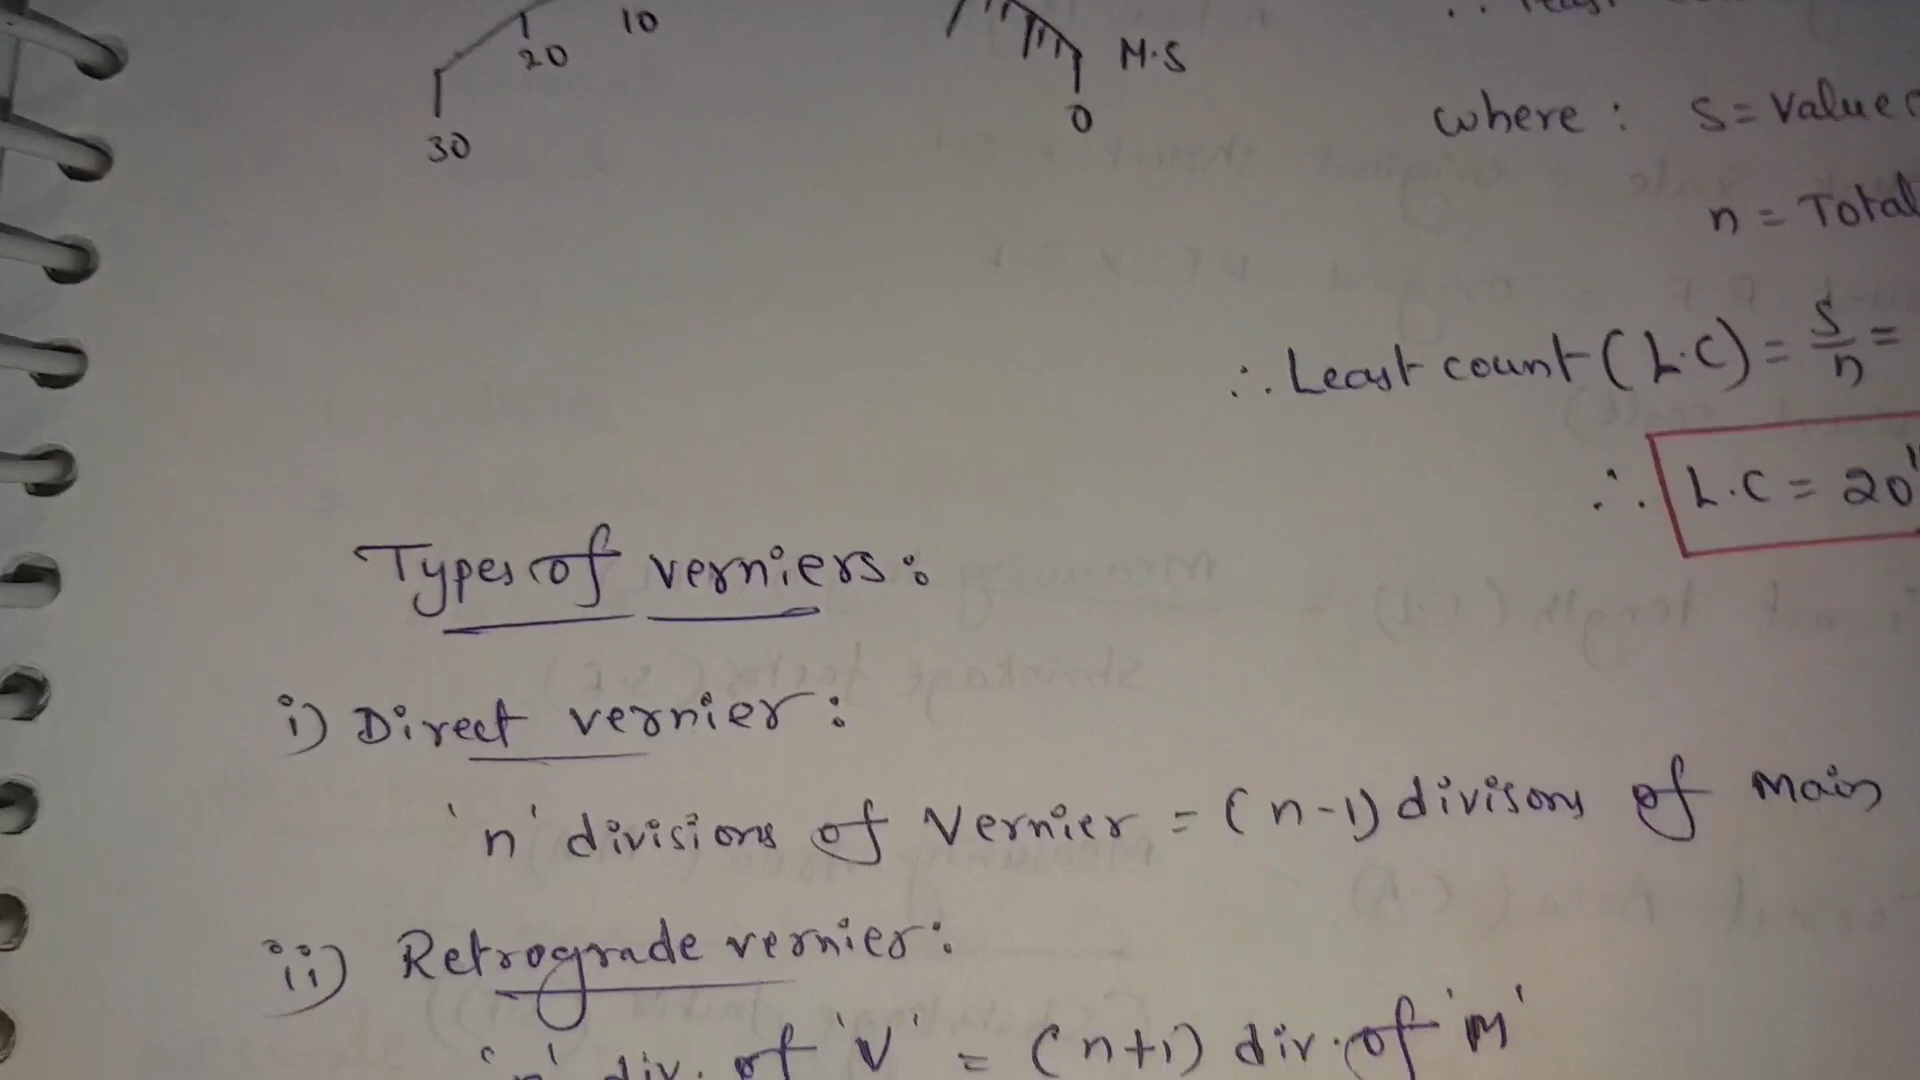 10
20
30
M.S
0
where : S = Value
n = Total
∴ Least count (L.C) = S/n =
∴ L.C = 20"
Types of verniers:
i) Direct vernier:
'n' divisions of Vernier = (n-1) divisons of main
ii) Retrograde vernier:
'n' div. of 'V' = (n+1) div. of 'M'